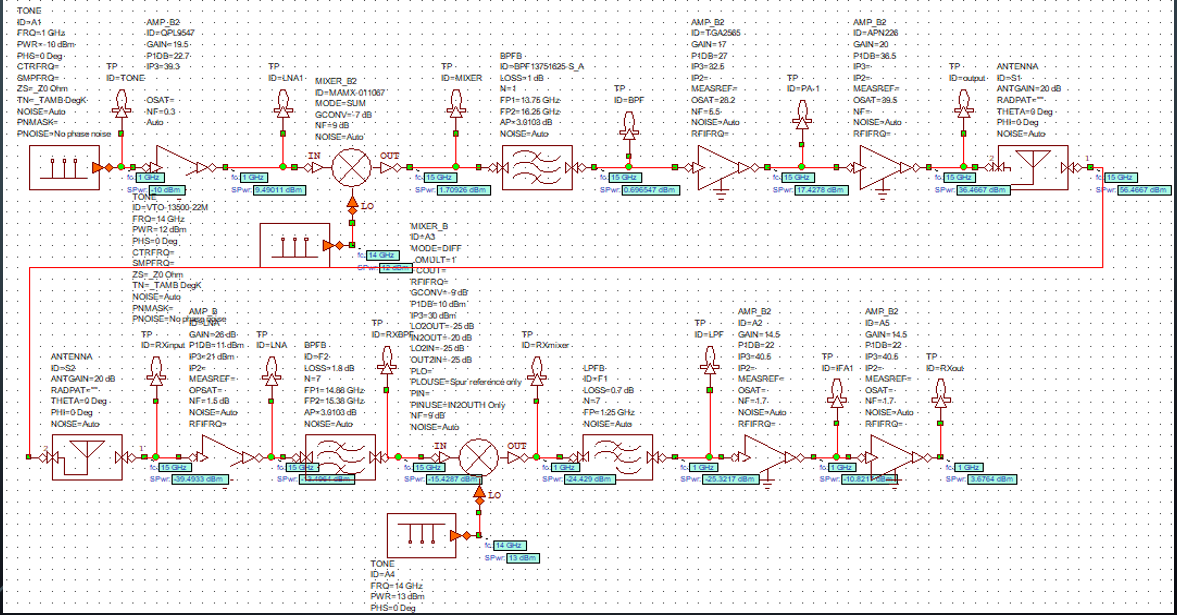 TONE
ID=A1
FRQ=1 GHz
PWR=-10 dBm
PHS=0 Deg
CTRFRQ=
SMPFRQ=
ZS=_Z0 Ohm
TN=_TAMB DegK
NOISE=Auto
PNMASK=
PNOISE=No phase noise
TP
ID=TONE
AMP_B2
ID=QPL9547
GAIN=19.5
P1DB=22.7
IP3=39.3
OSAT=
NF=0.3
Auto
TP
ID=LNA1
MIXER_B2
ID=MAMX-011067
MODE=SUM
GCONV=-7 dB
NF=9 dB
NOISE=Auto
TP
ID=MIXER
BPFB
ID=BPF13751625-S_A
LOSS=1 dB
N=1
FP1=13.75 GHz
FP2=16.25 GHz
AP=3.0103 dB
NOISE=Auto
TP
ID=BPF
AMP_B2
ID=TGA2565
GAIN=17
P1DB=27
IP3=32.5
IP2=
MEASREF=
OSAT=28.2
NF=5.5
NOISE=Auto
RFIFRQ=
TP
ID=PA-1
AMP_B2
ID=APN226
GAIN=20
P1DB=36.5
IP3=
IP2=
MEASREF=
OSAT=39.5
NF=
NOISE=Auto
RFIFRQ=
TP
ID=output
ANTENNA
ID=S1
ANTGAIN=20 dB
RADPAT=""
THETA=0 Deg
PHI=0 Deg
NOISE=Auto
IN
OUT
2
1
fc: 1 GHz
SPwr: -10 dBm
fc: 1 GHz
SPwr: 9.49011 dBm
fc: 15 GHz
SPwr: 1.70926 dBm
fc: 15 GHz
SPwr: 0.696547 dBm
fc: 15 GHz
SPwr: 17.4278 dBm
fc: 15 GHz
SPwr: 36.4667 dBm
fc: 15 GHz
SPwr: 56.4667 dBm
LO
TONE
ID=VTO-13500-22M
FRQ=14 GHz
PWR=12 dBm
PHS=0 Deg
CTRFRQ=
SMPFRQ=
ZS=_Z0 Ohm
TN=_TAMB DegK
NOISE=Auto
PNMASK=
PNOISE=No phase noise
fc: 14 GHz
SPwr: 12 dBm
MIXER_B
ID=A3
MODE=DIFF
LOMULT=1
FCOUT=
RFIFRQ=
GCONV=-9 dB
P1DB=10 dBm
IP3=30 dBm
LO2OUT=-25 dB
IN2OUT=-20 dB
LO2IN=-25 dB
OUT2IN=-25 dB
PLO=
PLOUSE=Spur reference only
PIN=
PINUSE=IN2OUTH Only
NF=9 dB
NOISE=Auto
ANTENNA
ID=S2
ANTGAIN=20 dB
RADPAT=""
THETA=0 Deg
PHI=0 Deg
NOISE=Auto
TP
ID=RXinput
AMP_B
ID=LNA
GAIN=26 dB
P1DB=11 dBm
IP3=21 dBm
IP2=
MEASREF=
OPSAT=
NF=1.5 dB
NOISE=Auto
RFIFRQ=
TP
ID=LNA
BPFB
ID=F2
LOSS=1.8 dB
N=7
FP1=14.88 GHz
FP2=15.38 GHz
AP=3.0103 dB
NOISE=Auto
TP
ID=RXBPF
TP
ID=RXmixer
LPFB
ID=F1
LOSS=0.7 dB
N=7
FP=1.25 GHz
NOISE=Auto
TP
ID=LPF
AMP_B2
ID=A2
GAIN=14.5
P1DB=22
IP3=40.5
IP2=
MEASREF=
OSAT=
NF=1.7
NOISE=Auto
RFIFRQ=
TP
ID=IFA1
AMP_B2
ID=A5
GAIN=14.5
P1DB=22
IP3=40.5
IP2=
MEASREF=
OSAT=
NF=1.7
NOISE=Auto
RFIFRQ=
TP
ID=RXout
1
IN
OUT
fc: 15 GHz
SPwr: -39.4933 dBm
fc: 15 GHz
fc: 15 GHz
SPwr: -15.4287 dBm
fc: 1 GHz
SPwr: -24.429 dBm
fc: 1 GHz
SPwr: -25.3217 dBm
fc: 1 GHz
SPwr:
fc: 1 GHz
SPwr: 3.6764 dBm
LO
fc: 14 GHz
SPwr: 13 dBm
TONE
ID=A4
FRQ=14 GHz
PWR=13 dBm
PHS=0 Deg